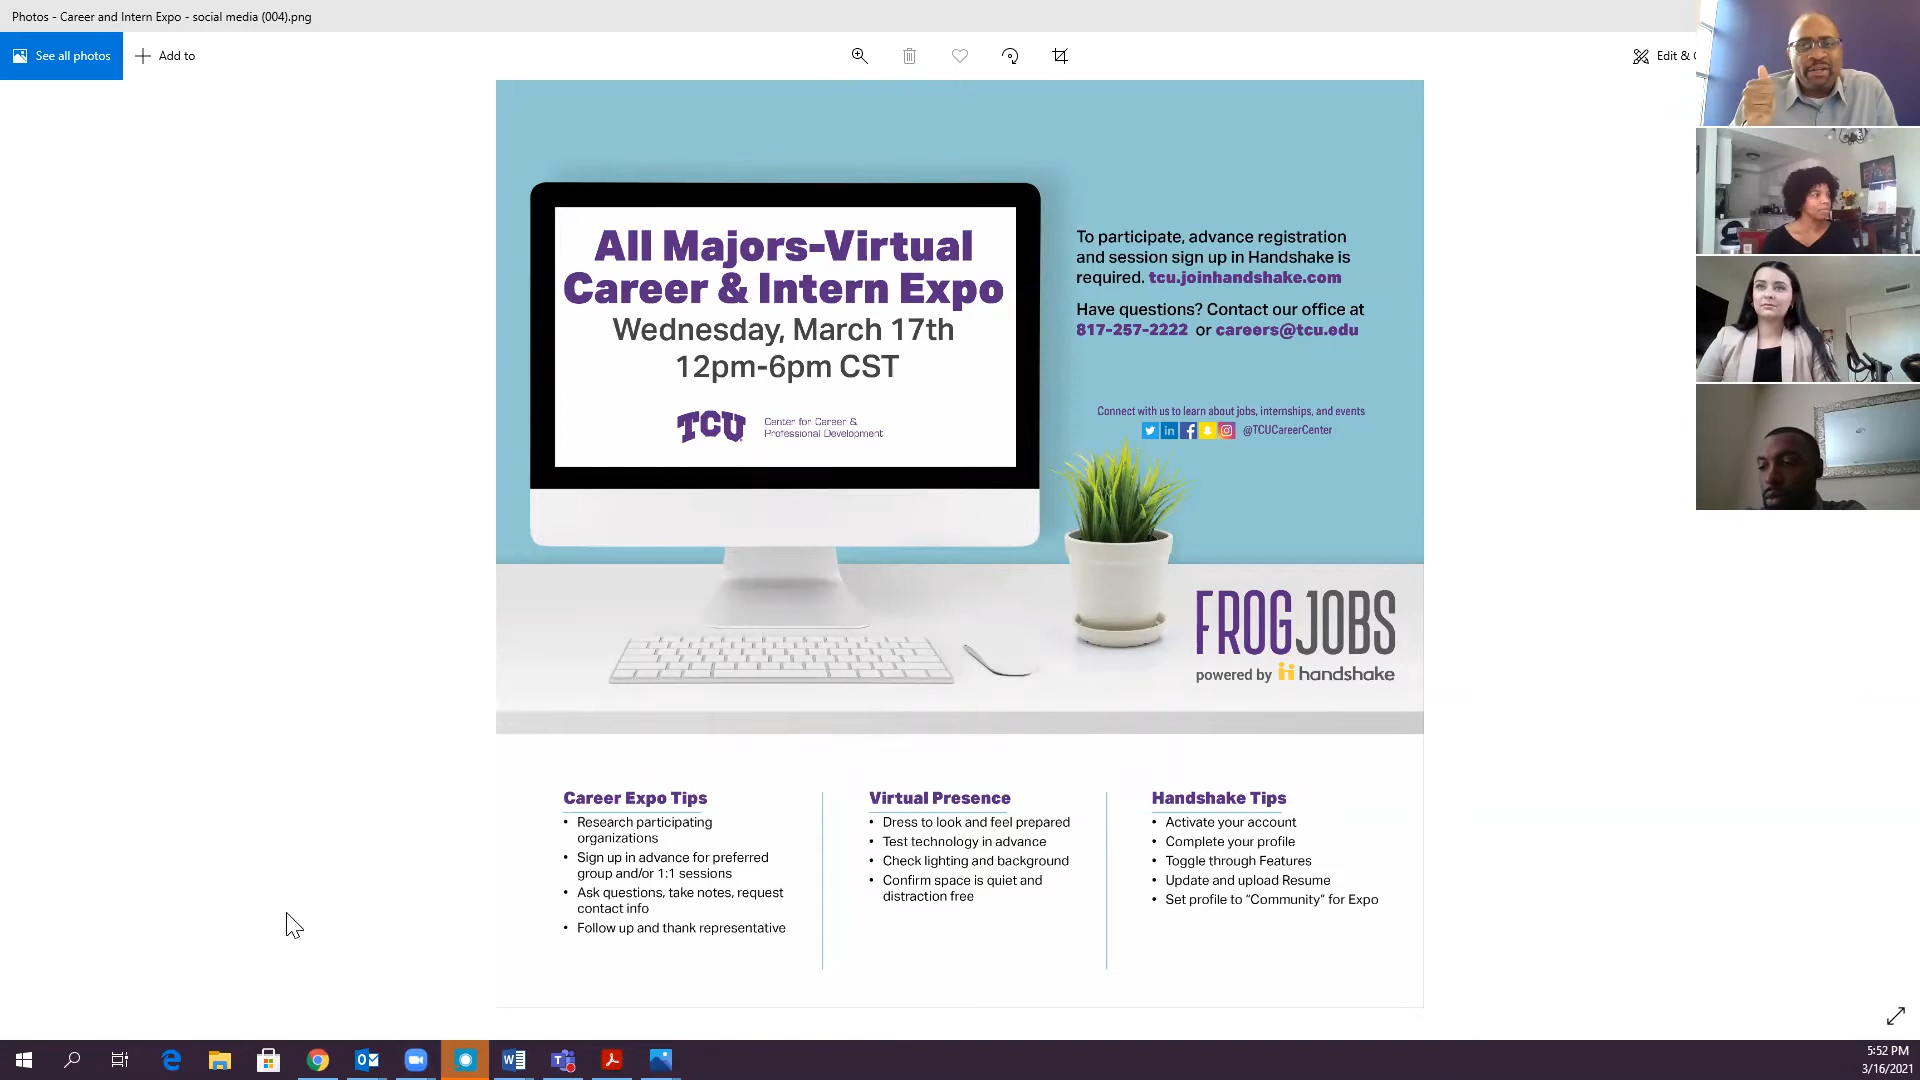 Photos - Career and Intern Expo - social media (004).png
See all photos
Add to
Edit & C
All Majors-Virtual
Career & Intern Expo
Wednesday, March 17th
12pm-6pm CST
TCU
Center for Career &
Professional Development
To participate, advance registration
and session sign up in Handshake is
required. tcu.joinhandshake.com
Have questions? Contact our office at
817-257-2222 or careers@tcu.edu
Connect with us to learn about jobs, internships, and events
@TCUCareerCenter
FROGJOBS
powered by handshake
Career Expo Tips
• Research participating
organizations
• Sign up in advance for preferred
group and/or 1:1 sessions
• Ask questions, take notes, request
contact info
• Follow up and thank representative
Virtual Presence
• Dress to look and feel prepared
• Test technology in advance
• Check lighting and background
• Confirm space is quiet and
distraction free
Handshake Tips
• Activate your account
• Complete your profile
• Toggle through Features
• Update and upload Resume
• Set profile to “Community” for Expo
5:52 PM
3/16/2021